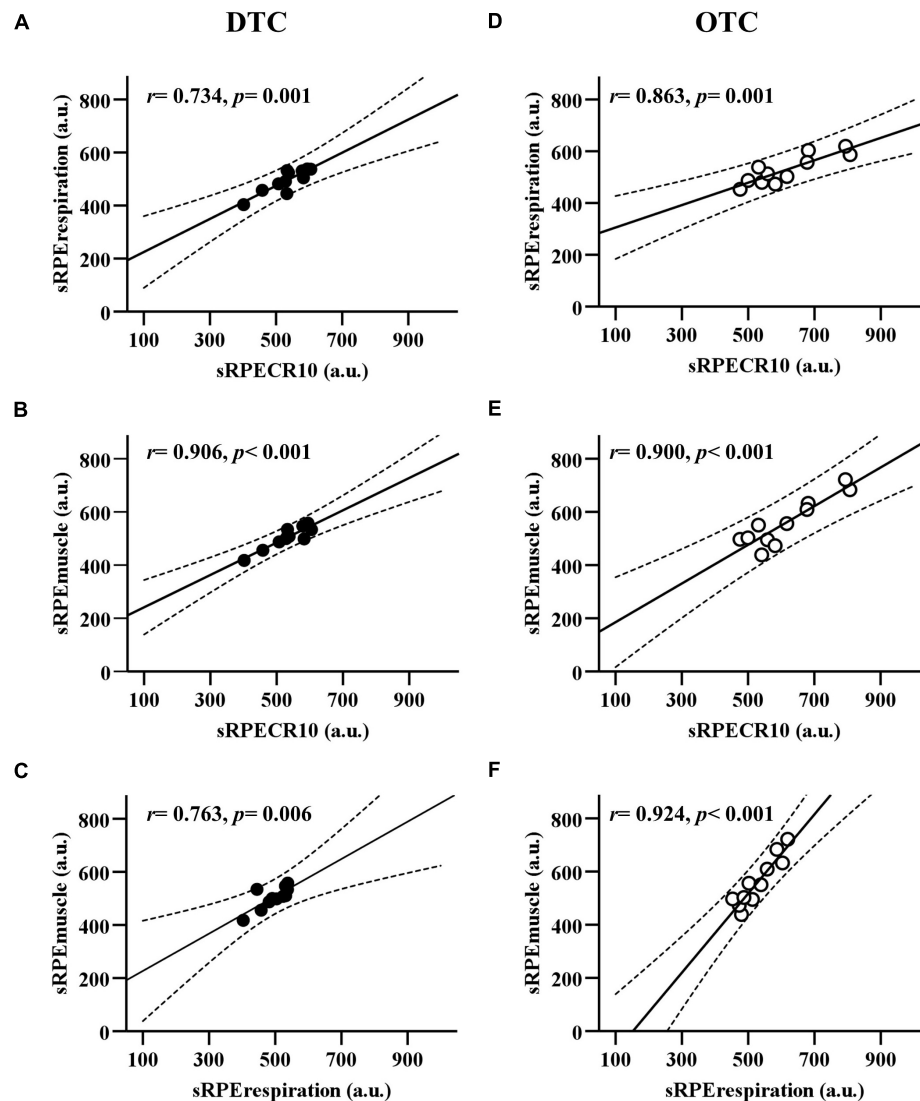 DTC
OTC
A
r= 0.734, p= 0.001
sRPErespiration (a.u.)
800
600
400
200
0
100 300 500 700 900
sRPECR10 (a.u.)
D
r= 0.863, p= 0.001
sRPErespiration (a.u.)
800
600
400
200
0
100 300 500 700 900
sRPECR10 (a.u.)
B
r= 0.906, p< 0.001
sRPEmuscle (a.u.)
800
600
400
200
0
100 300 500 700 900
sRPECR10 (a.u.)
E
r= 0.900, p< 0.001
sRPEmuscle (a.u.)
800
600
400
200
0
100 300 500 700 900
sRPECR10 (a.u.)
C
r= 0.763, p= 0.006
sRPEmuscle (a.u.)
800
600
400
200
0
100 300 500 700 900
sRPErespiration (a.u.)
F
r= 0.924, p< 0.001
sRPEmuscle (a.u.)
800
600
400
200
0
100 300 500 700 900
sRPErespiration (a.u.)